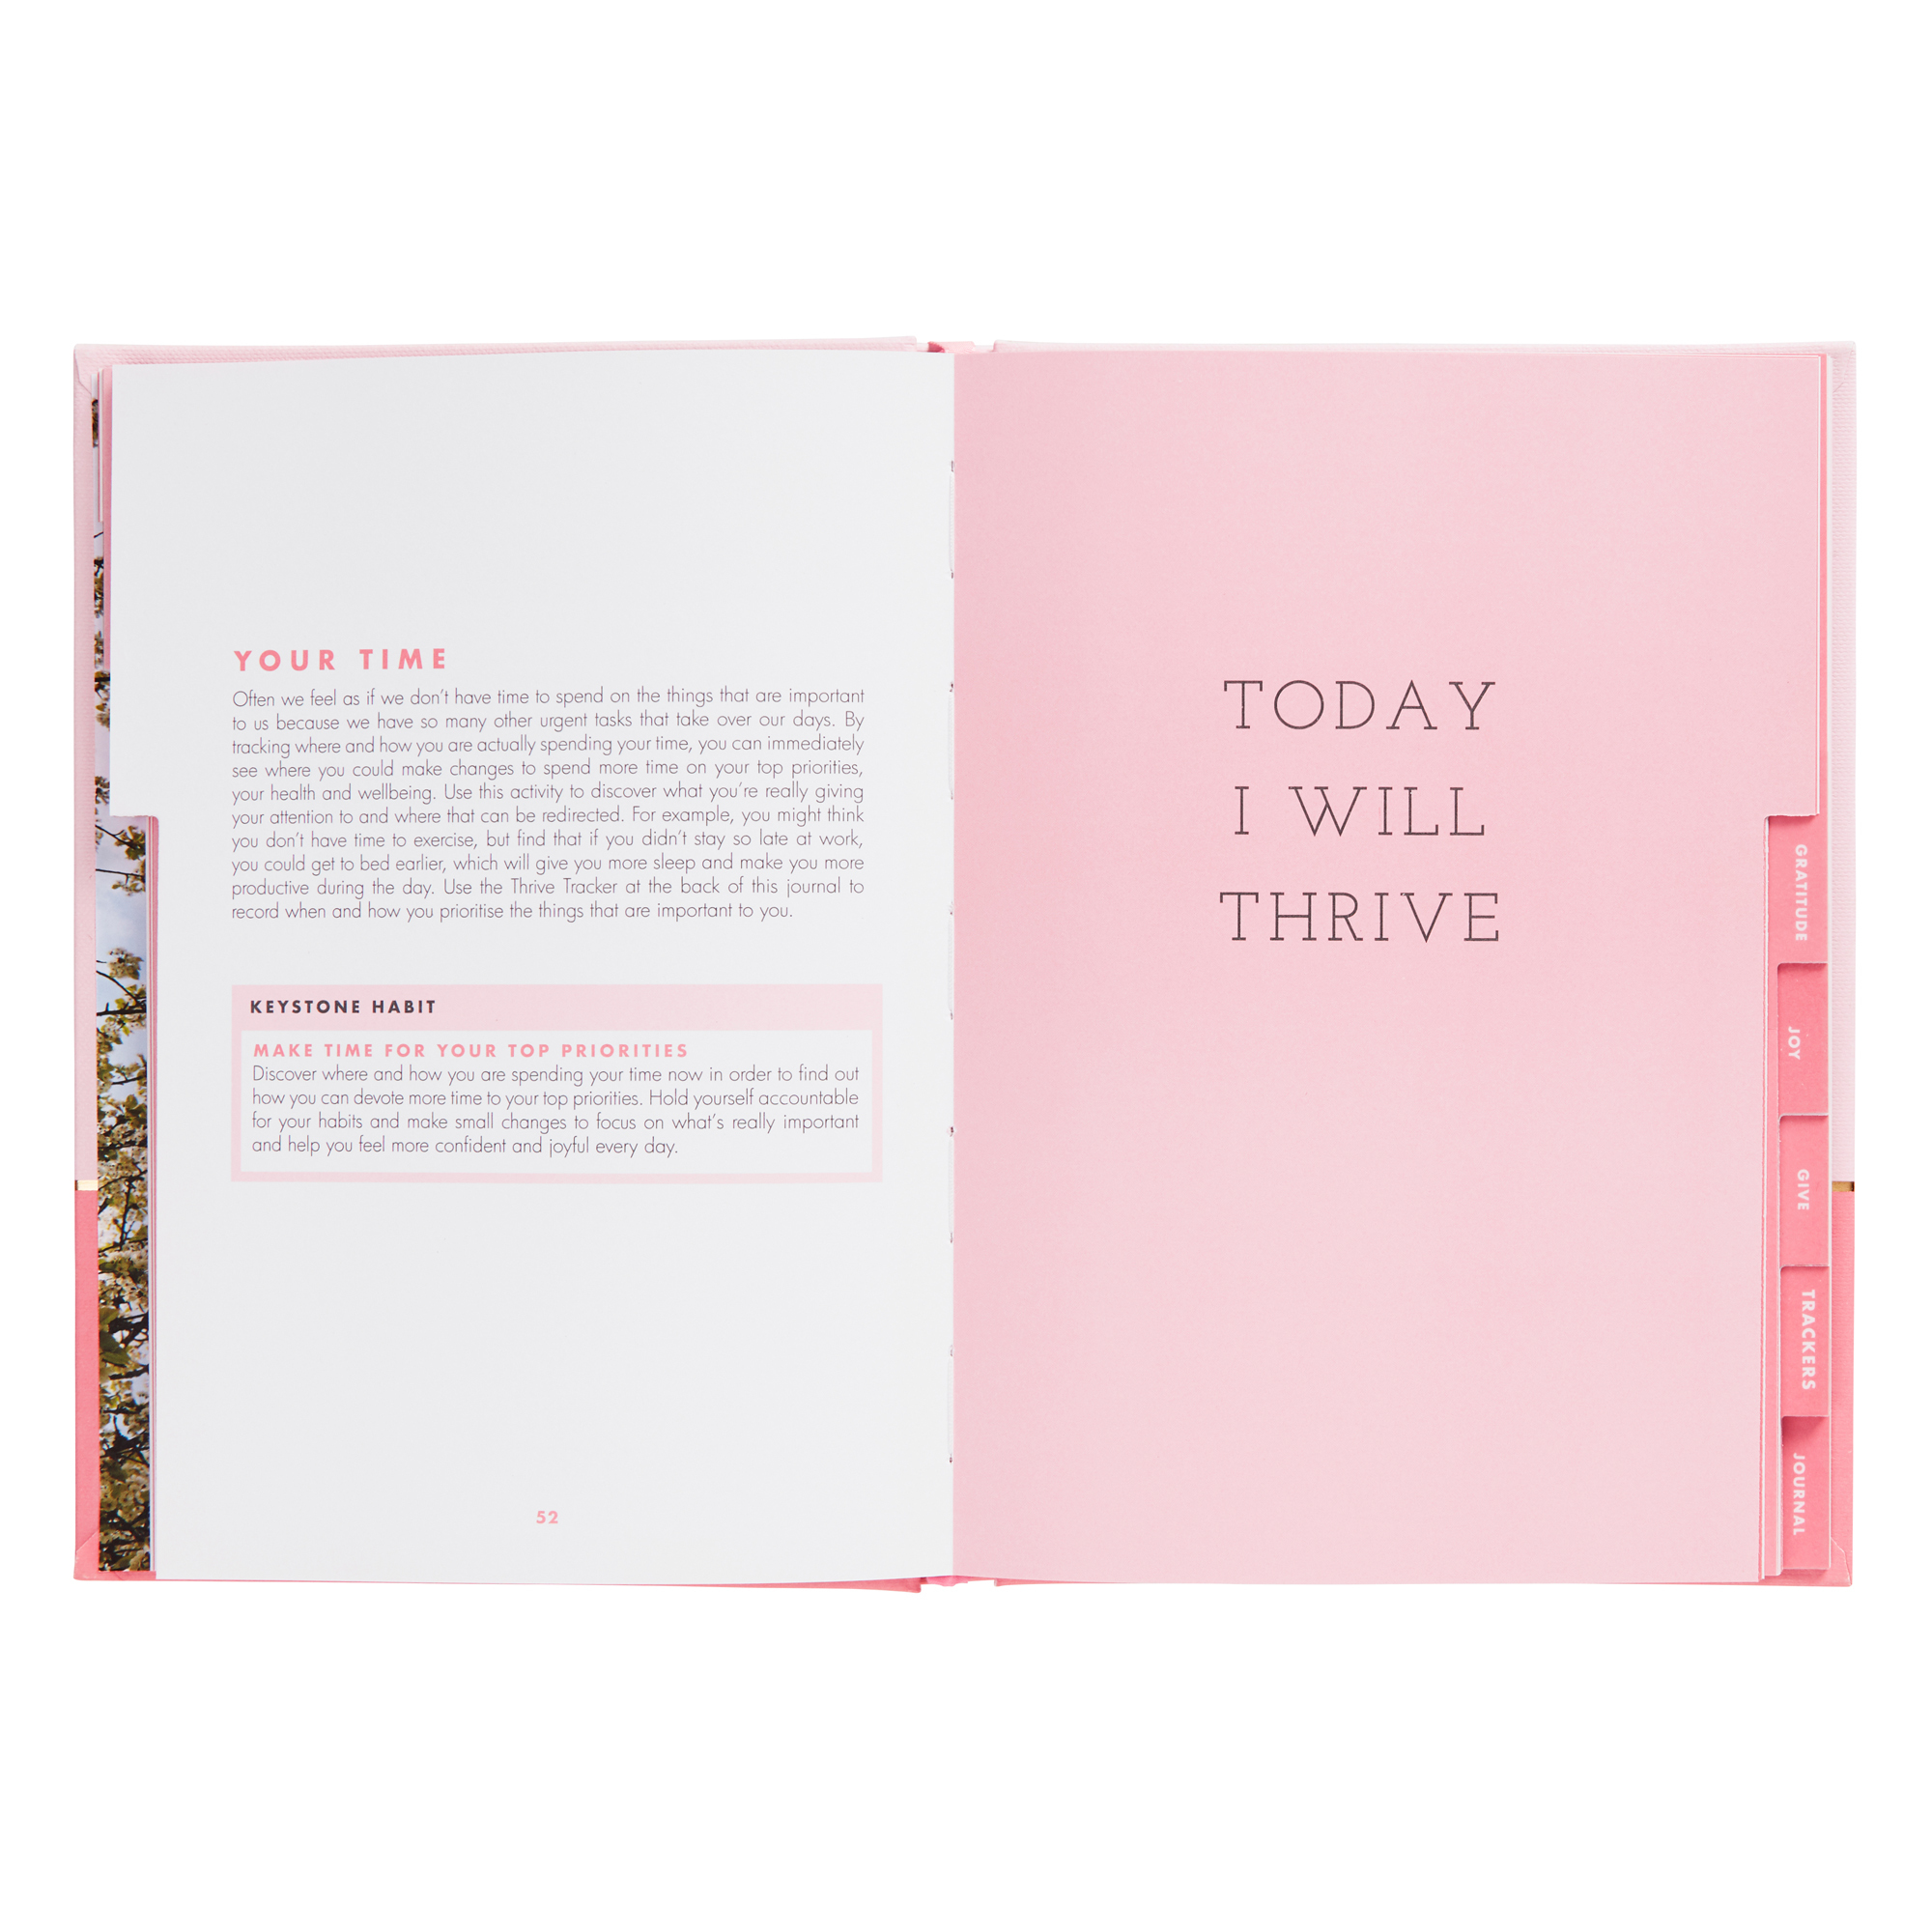 YOUR TIME
Often we feel as if we don't have time to spend on the things that are important
to us because we have so many other urgent tasks that take over our days. By
tracking where and how you are actually spending your time, you can immediately
see where you could make changes to spend more time on your top priorities,
your health and wellbeing. Use this activity to discover what you're really giving
your attention to and where that can be redirected. For example, you might think
you don't have time to exercise, but find that if you didn't stay so late at work,
you could get to bed earlier, which will give you more sleep and make you more
productive during the day. Use the Thrive Tracker at the back of this journal to
record when and how you prioritise the things that are important to you.
KEYSTONE HABIT
MAKE TIME FOR YOUR TOP PRIORITIES
Discover where and how you are spending your time now in order to find out
how you can devote more time to your top priorities. Hold yourself accountable
for your habits and make small changes to focus on what's really important
and help you feel more confident and joyful every day.
52
TODAY
I WILL
THRIVE
GRATITUDE
JOY
GIVE
TRACKERS
JOURNAL